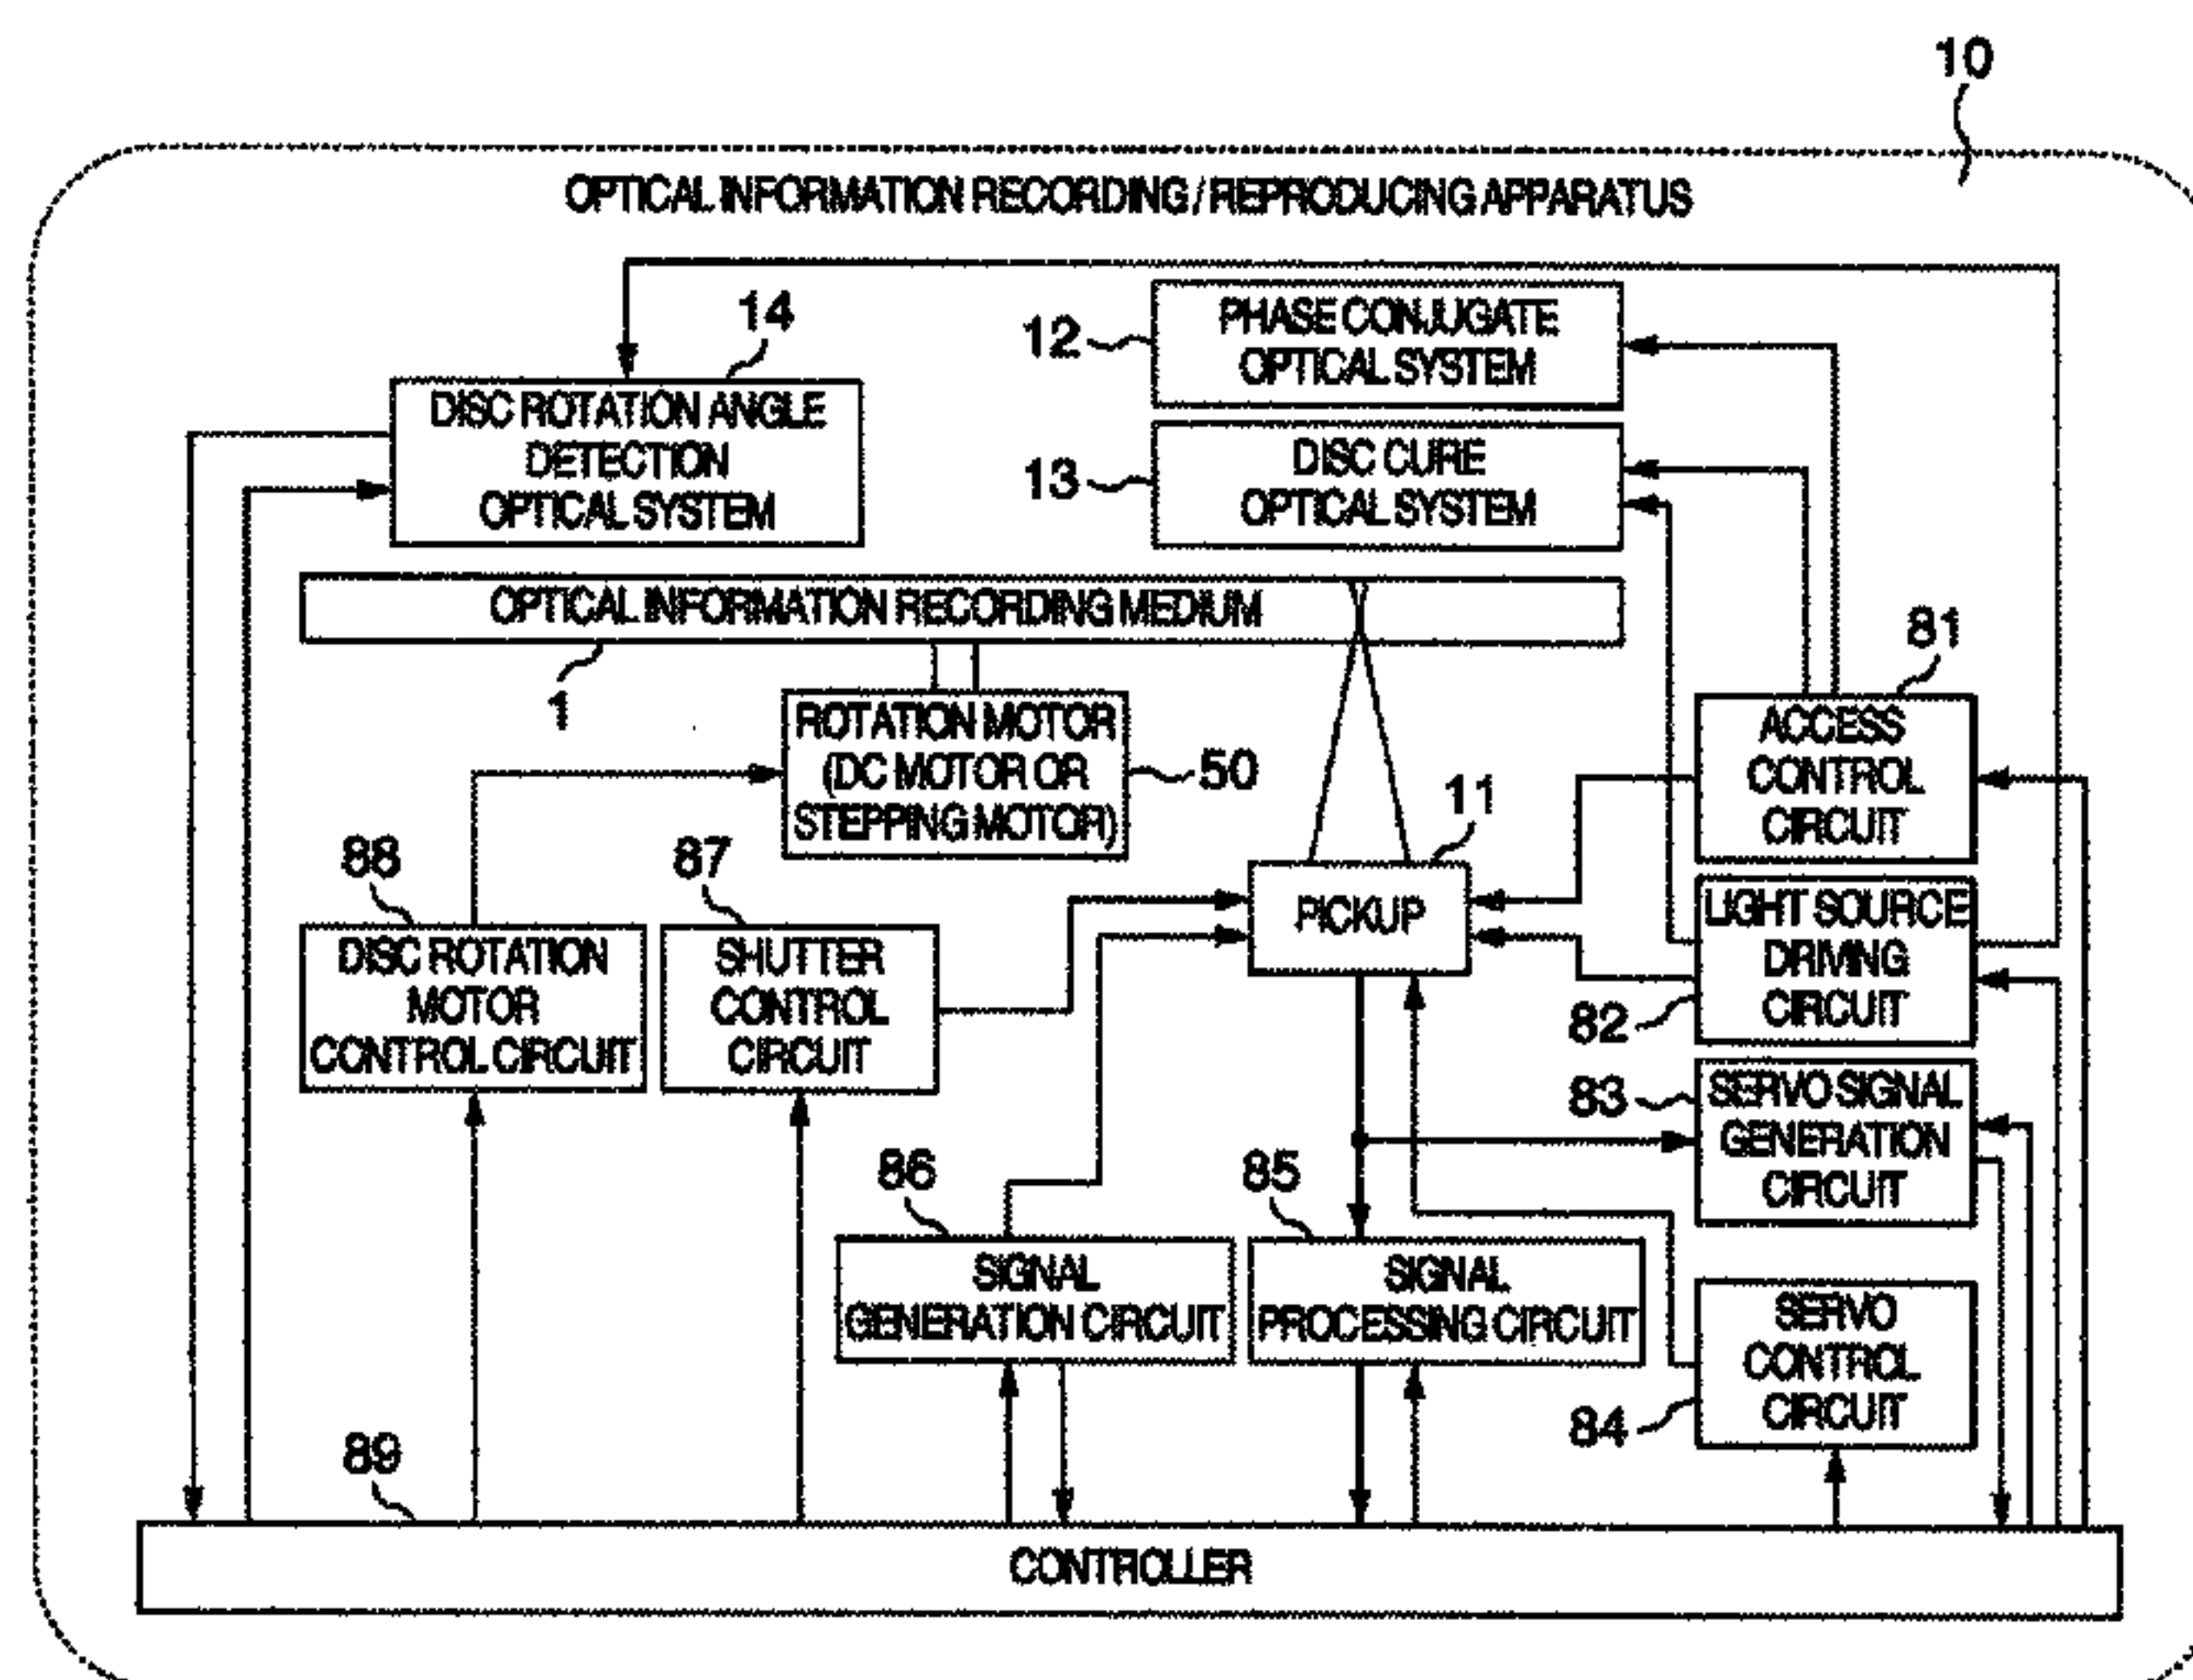 10
OPTICAL INFORMATION RECORDING / REPRODUCING APPARATUS
14
DISC ROTATION ANGLE
DETECTION
OPTICAL SYSTEM
12
PHASE CONJUGATE
OPTICAL SYSTEM
13
DISC CURE
OPTICAL SYSTEM
OPTICAL INFORMATION RECORDING MEDIUM
1
ROTATION MOTOR
(DC MOTOR OR
STEPPING MOTOR)
50
81
ACCESS
CONTROL
CIRCUIT
11
PICKUP
88
DISC ROTATION
MOTOR
CONTROL CIRCUIT
87
SHUTTER
CONTROL
CIRCUIT
LIGHT SOURCE
DRIVING
CIRCUIT
82
83
SERVO SIGNAL
GENERATION
CIRCUIT
86
SIGNAL
GENERATION CIRCUIT
85
SIGNAL
PROCESSING CIRCUIT
SERVO
CONTROL
CIRCUIT
84
89
CONTROLLER